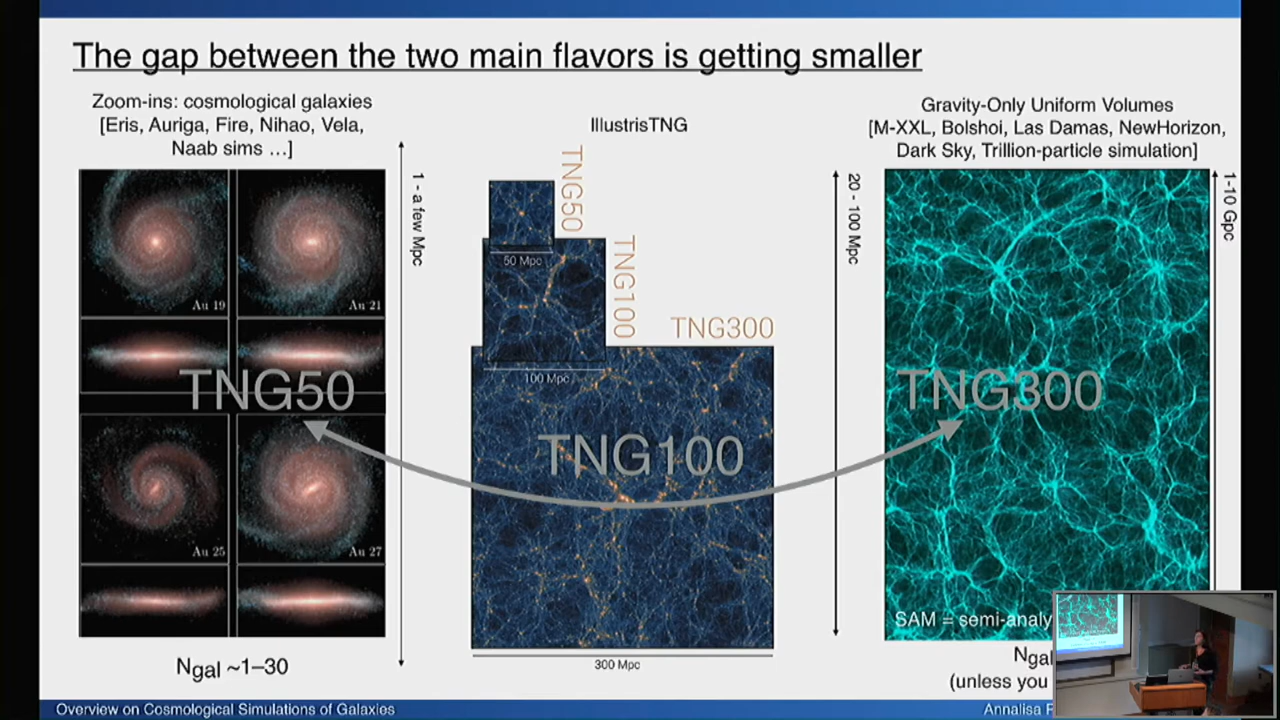 The gap between the two main flavors is getting smaller
Zoom-ins: cosmological galaxies
[Eris, Auriga, Fire, Nihao, Vela,
Naab sims ...]
Au 19
Au 21
Au 25
Au 27
TNG50
Ngal ~1–30
1 - a few Mpc
IllustrisTNG
TNG50
50 Mpc
TNG100
100 Mpc
TNG300
TNG100
300 Mpc
20 - 100 Mpc
Gravity-Only Uniform Volumes
[M-XXL, Bolshoi, Las Damas, NewHorizon,
Dark Sky, Trillion-particle simulation]
1-10 Gpc
TNG300
SAM = semi-analy
Ngal
(unless you
Overview on Cosmological Simulations of Galaxies
Annalisa